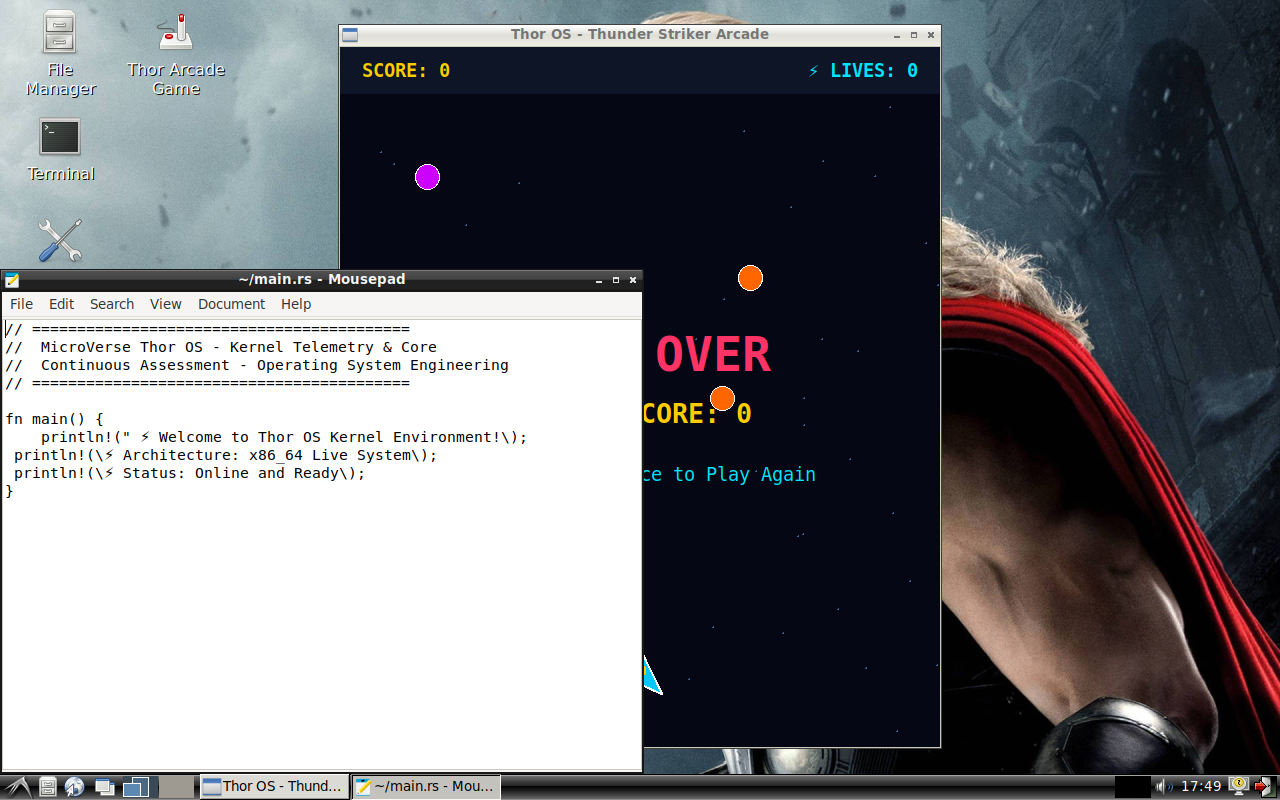 File
Manager
Thor Arcade
Game
Terminal
Thor OS - Thunder Striker Arcade
SCORE: 0
⚡ LIVES: 0
OVER
CORE: 0
ce to Play Again
~/main.rs - Mousepad
File Edit Search View Document Help
// ==========================================
//  MicroVerse Thor OS - Kernel Telemetry & Core
//  Continuous Assessment - Operating System Engineering
// ==========================================
fn main() {
    println!(" ⚡ Welcome to Thor OS Kernel Environment!\);
 println!(\⚡ Architecture: x86_64 Live System\);
 println!(\⚡ Status: Online and Ready\);
}
Thor OS - Thund...
~/main.rs - Mou...
17:49